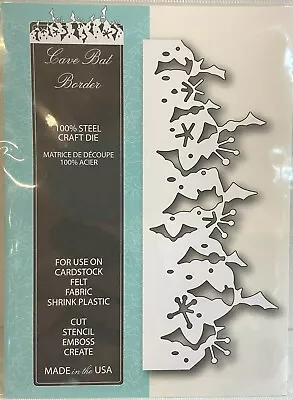 Cave Bat
Border
100% STEEL
CRAFT DIE
MATRICE DE DÉCOUPE
100% ACIER
FOR USE ON
CARDSTOCK
FELT
FABRIC
SHRINK PLASTIC
CUT
STENCIL
EMBOSS
CREATE
MADE in the USA